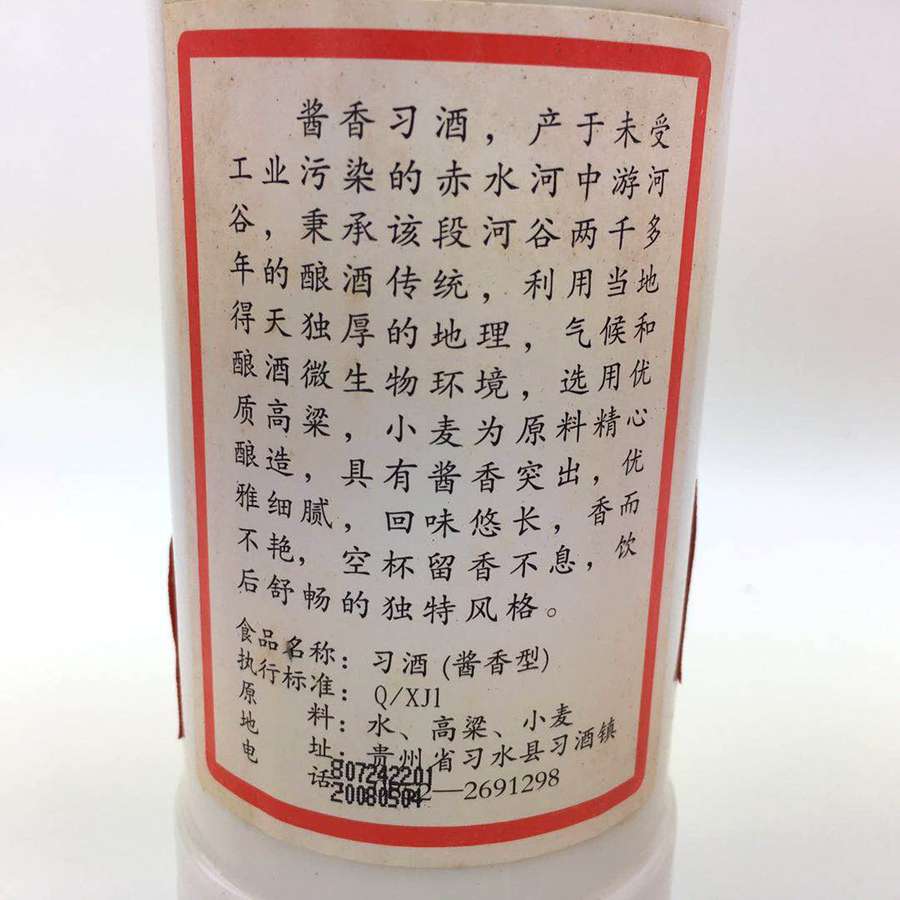 酱香习酒，产于未受
工业污染的赤水河中游河
谷，秉承该段河谷两千多
年的酿酒传统，利用当地
得天独厚的地理，气候和
酿酒微生物环境，选用优
质高粱，小麦为原料精心
酿造，具有酱香突出，优
雅细腻，回味悠长，香而
不艳，空杯留香不息，饮
后舒畅的独特风格。
食品名称：习酒(酱香型)
执行标准：Q/XJ1
原料：水、高粱、小麦
地址：贵州省习水县习酒镇
电话 2—2691298
807242201
20080504